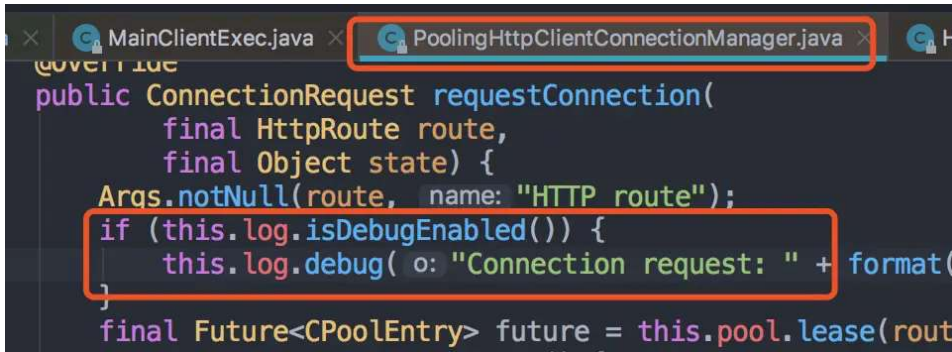 MainClientExec.java × PoolingHttpClientConnectionManager.java × H
@Override
public ConnectionRequest requestConnection(
final HttpRoute route,
final Object state) {
Args.notNull(route, name: "HTTP route");
if (this.log.isDebugEnabled()) {
this.log.debug( o: "Connection request: " + format(
}
final Future<CPoolEntry> future = this.pool.lease(rout